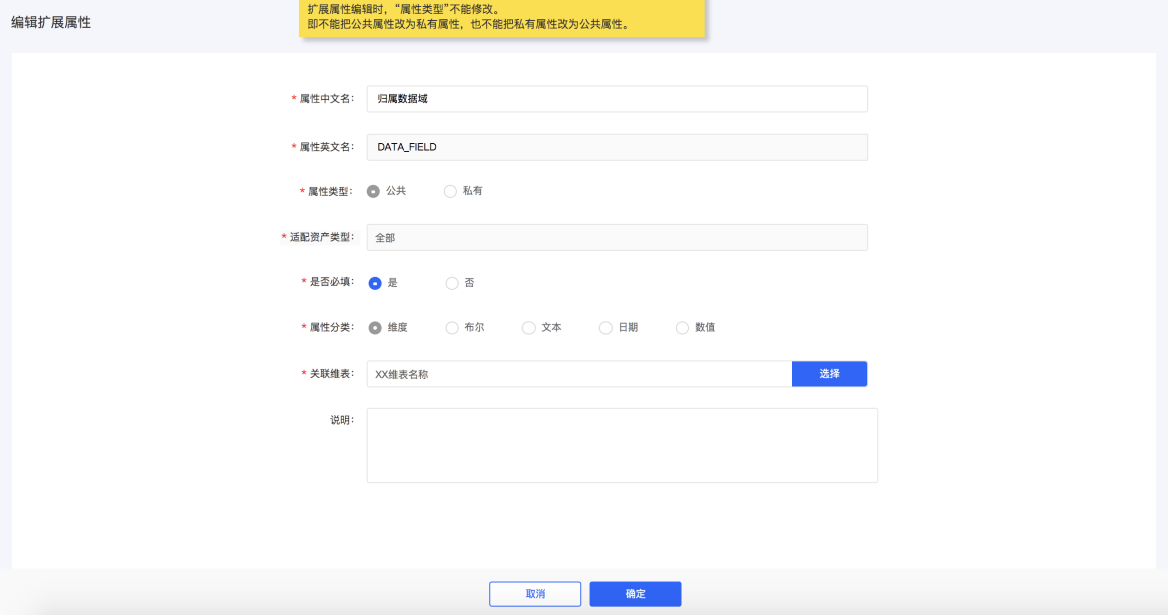 扩展属性编辑时，“属性类型”不能修改。
即不能把公共属性改为私有属性，也不能把私有属性改为公共属性。
编辑扩展属性
* 属性中文名： 归属数据域
* 属性英文名： DATA_FIELD
* 属性类型： 公共 私有
* 适配资产类型： 全部
* 是否必填： 是 否
* 属性分类： 维度 布尔 文本 日期 数值
* 关联维表： XX维表名称 选择
说明：
取消 确定